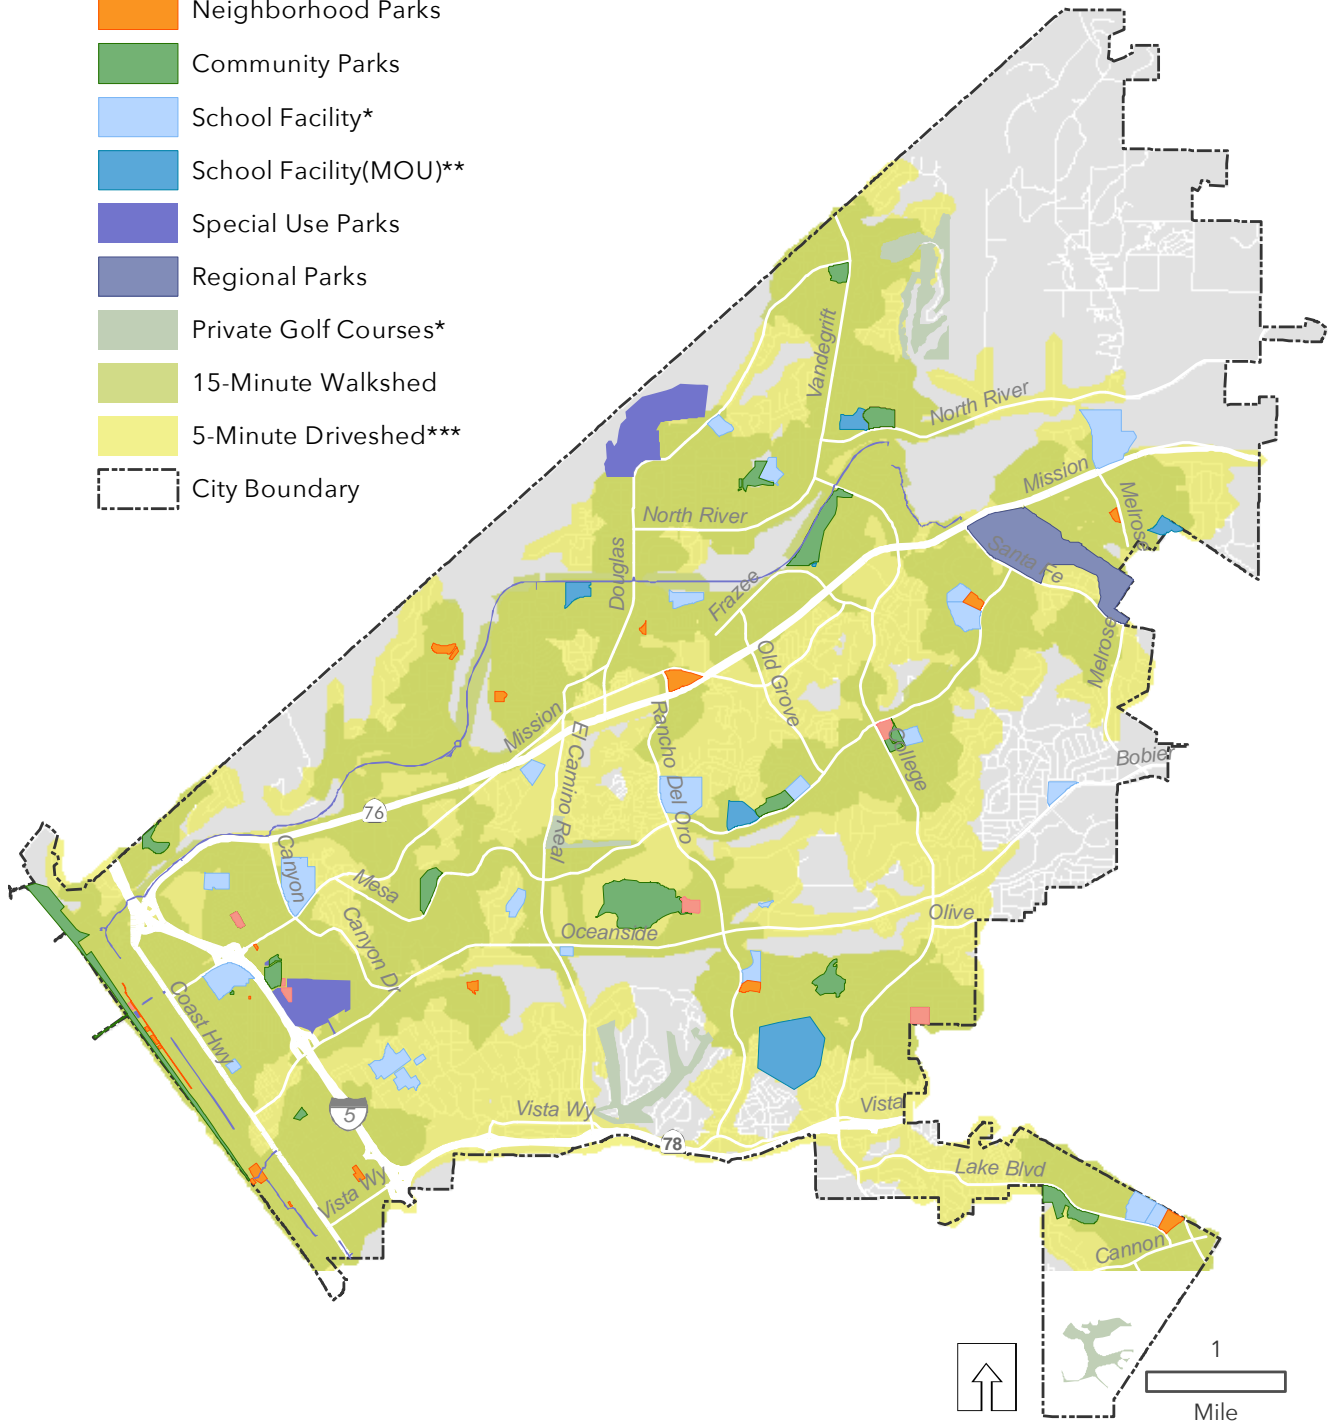 Neighborhood Parks
Community Parks
School Facility*
School Facility(MOU)**
Special Use Parks
Regional Parks
Private Golf Courses*
15-Minute Walkshed
5-Minute Driveshed***
City Boundary
Vandegrift
North River
Mission
Melrose
North River
Santa Fe
Douglas
Frazee
Melrose
Old Grove
Mission
El Camino Real
Rancho Del Oro
College
Bobier
76
Canyon
Mesa
Canyon Dr
Oceanside
Olive
Coast Hwy
5
Vista Wy
Vista
78
Lake Blvd
Vista Wy
Cannon
1
Mile